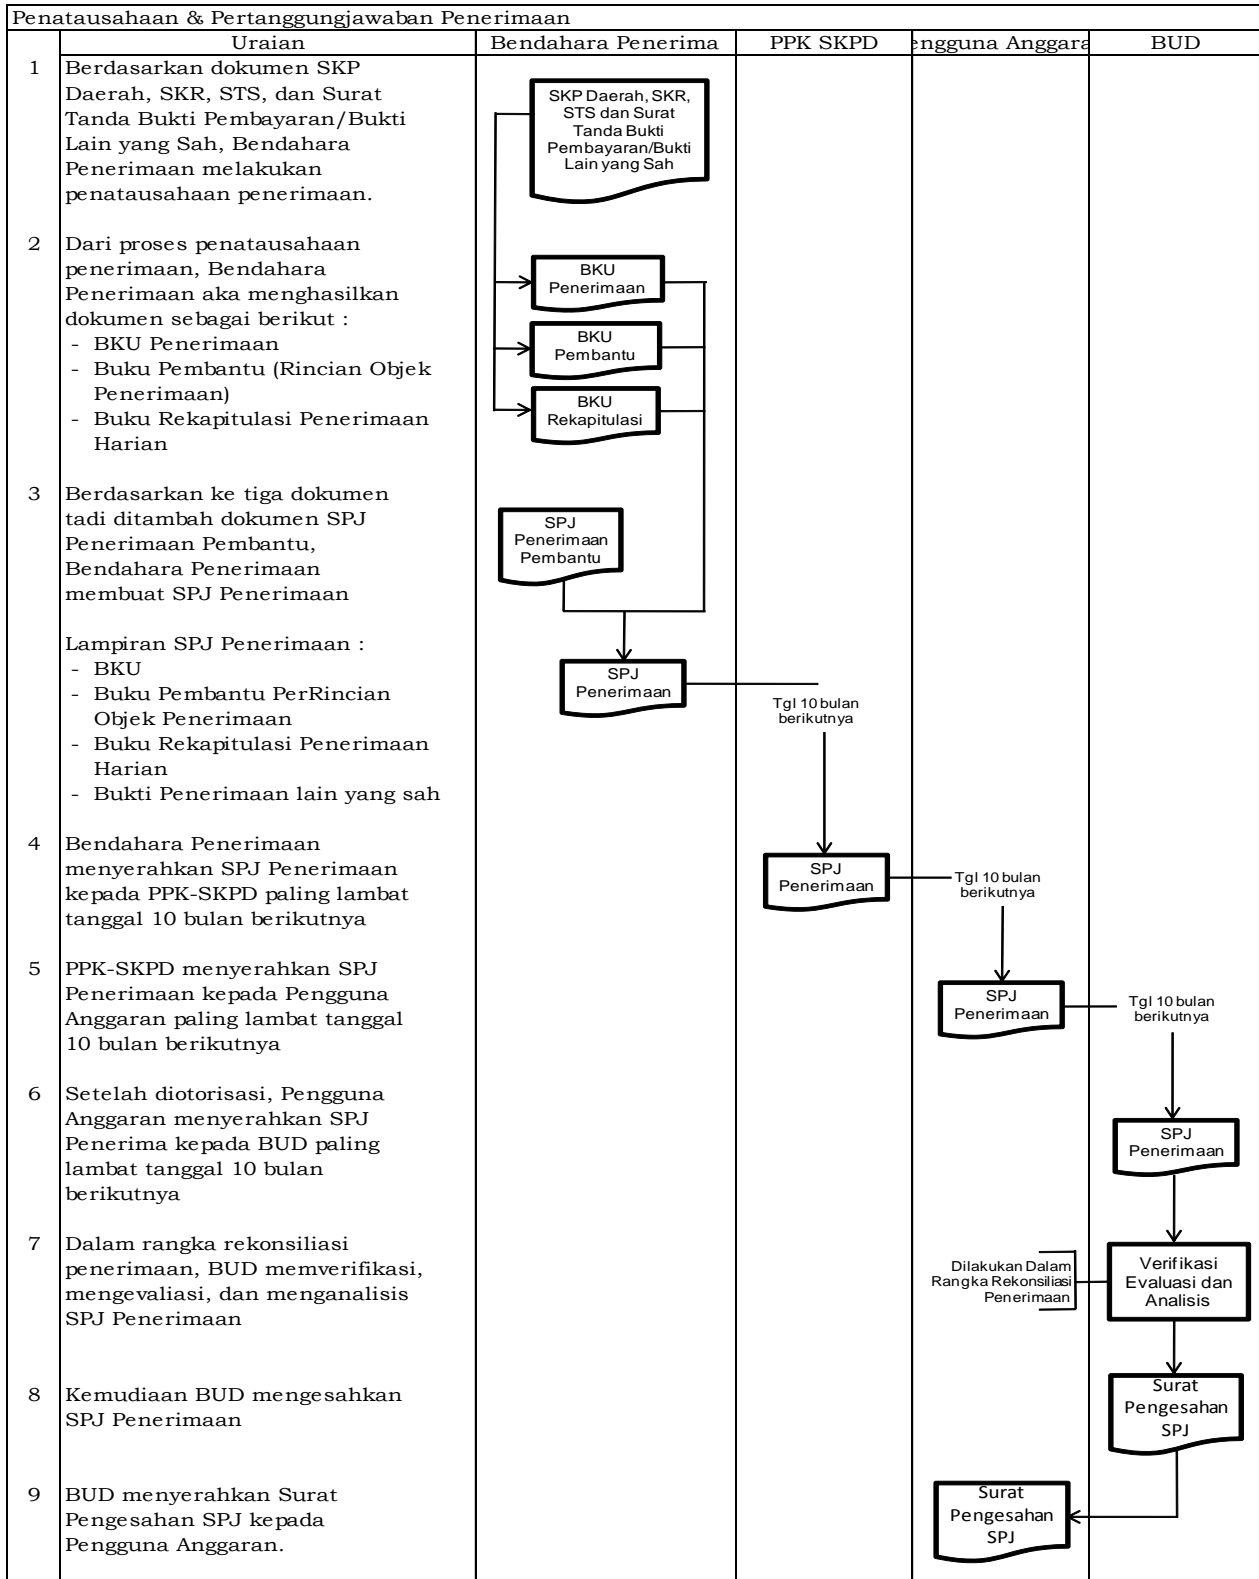 Penatausahaan & Pertanggungjawaban Penerimaan
Uraian
Bendahara Penerima
PPK SKPD
engguna Anggara
BUD
1
Berdasarkan dokumen SKP
Daerah, SKR, STS, dan Surat
Tanda Bukti Pembayaran/Bukti
Lain yang Sah, Bendahara
Penerimaan melakukan
penatausahaan penerimaan.
SKP Daerah, SKR,
STS dan Surat
Tanda Bukti
Pembayaran/Bukti
Lain yang Sah
2
Dari proses penatausahaan
penerimaan, Bendahara
Penerimaan aka menghasilkan
dokumen sebagai berikut :
- BKU Penerimaan
- Buku Pembantu (Rincian Objek
Penerimaan)
- Buku Rekapitulasi Penerimaan
Harian
BKU
Penerimaan
BKU
Pembantu
BKU
Rekapitulasi
3
Berdasarkan ke tiga dokumen
tadi ditambah dokumen SPJ
Penerimaan Pembantu,
Bendahara Penerimaan
membuat SPJ Penerimaan
SPJ
Penerimaan
Pembantu
Lampiran SPJ Penerimaan :
- BKU
- Buku Pembantu PerRincian
Objek Penerimaan
- Buku Rekapitulasi Penerimaan
Harian
- Bukti Penerimaan lain yang sah
SPJ
Penerimaan
Tgl 10 bulan
berikutnya
4
Bendahara Penerimaan
menyerahkan SPJ Penerimaan
kepada PPK-SKPD paling lambat
tanggal 10 bulan berikutnya
SPJ
Penerimaan
Tgl 10 bulan
berikutnya
5
PPK-SKPD menyerahkan SPJ
Penerimaan kepada Pengguna
Anggaran paling lambat tanggal
10 bulan berikutnya
SPJ
Penerimaan
Tgl 10 bulan
berikutnya
6
Setelah diotorisasi, Pengguna
Anggaran menyerahkan SPJ
Penerima kepada BUD paling
lambat tanggal 10 bulan
berikutnya
SPJ
Penerimaan
7
Dalam rangka rekonsiliasi
penerimaan, BUD memverifikasi,
mengevaliasi, dan menganalisis
SPJ Penerimaan
Dilakukan Dalam
Rangka Rekonsiliasi
Penerimaan
Verifikasi
Evaluasi dan
Analisis
8
Kemudiaan BUD mengesahkan
SPJ Penerimaan
Surat
Pengesahan
SPJ
9
BUD menyerahkan Surat
Pengesahan SPJ kepada
Pengguna Anggaran.
Surat
Pengesahan
SPJ